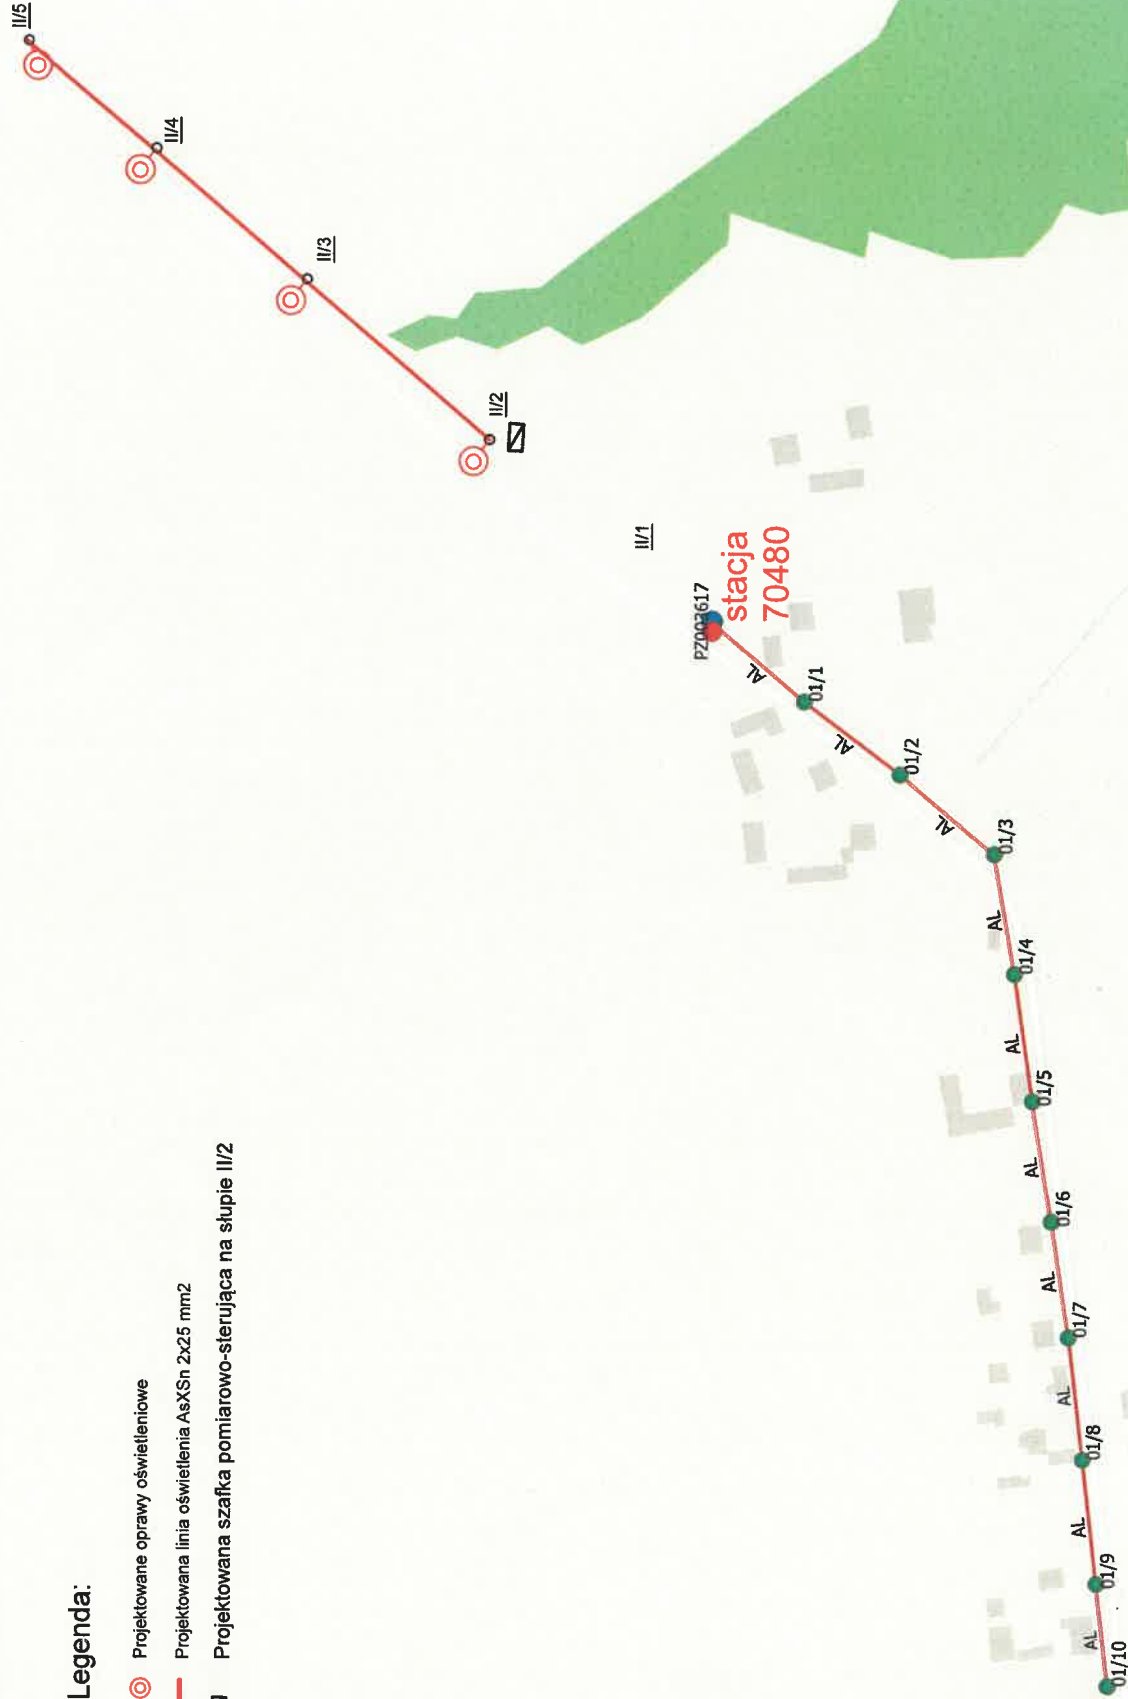 Legenda:
Projektowane oprawy oświetleniowe
Projektowana linia oświetlenia AsXSn 2x25 mm2
Projektowana szafka pomiarowo-sterująca na słupie II/2
II/5
II/4
II/3
II/2
II/1
PZ003617
stacja
70480
AL
01/1
AL
01/2
AL
01/3
AL
01/4
AL
01/5
AL
01/6
AL
01/7
AL
01/8
AL
01/9
AL
01/10